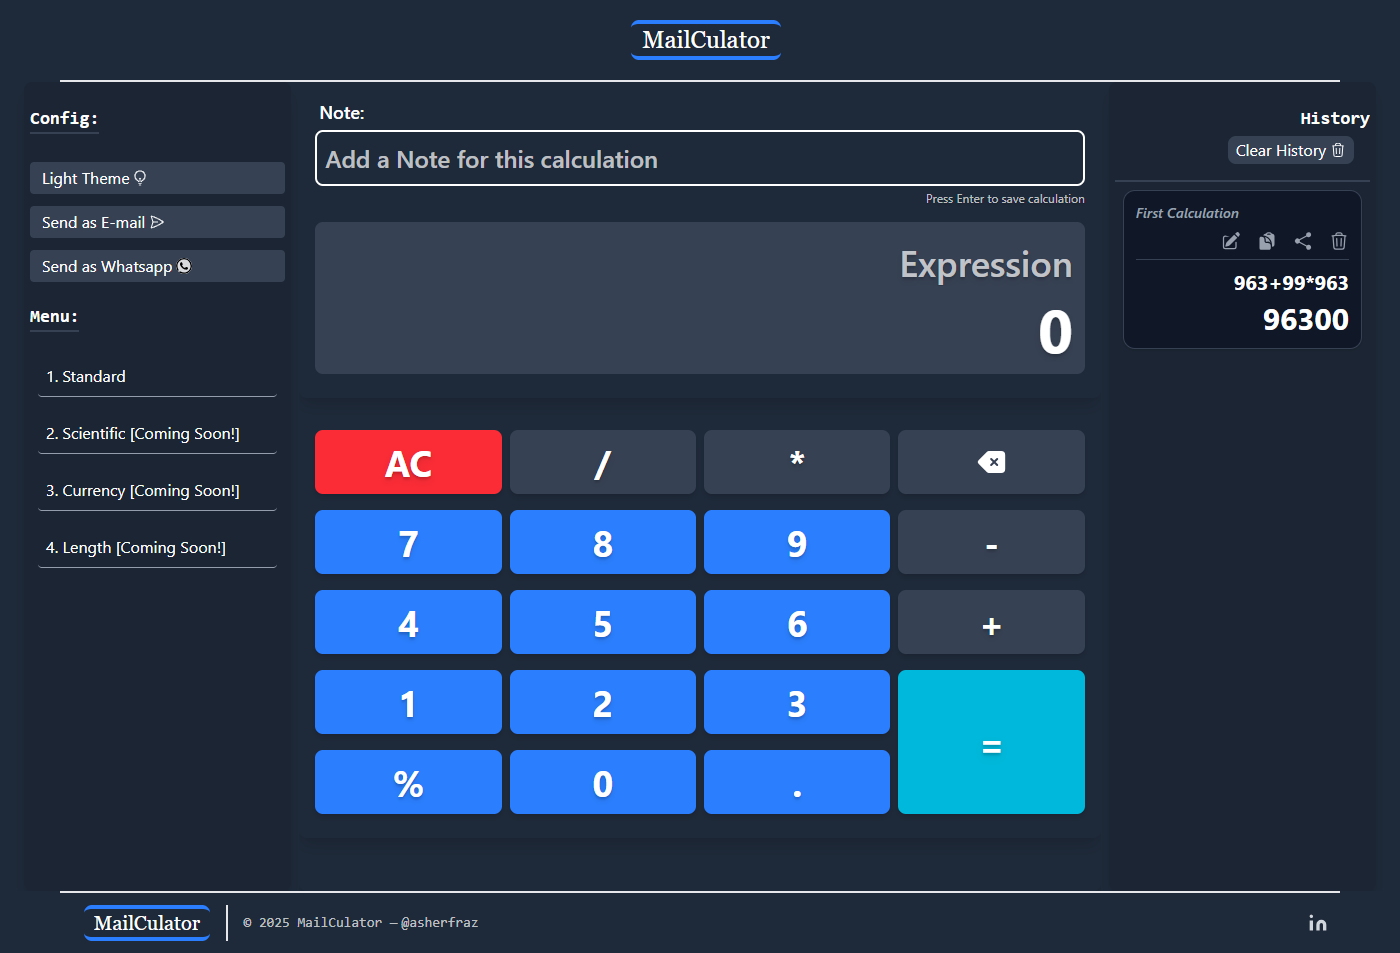 MailCulator
Config:
Light Theme
Send as E-mail
Send as Whatsapp
Menu:
1. Standard
2. Scientific [Coming Soon!]
3. Currency [Coming Soon!]
4. Length [Coming Soon!]
Note:
Add a Note for this calculation
Press Enter to save calculation
Expression
0
AC / *
7 8 9 -
4 5 6 +
1 2 3 =
% 0 .
History
Clear History
First Calculation
963+99*963
96300
MailCulator
© 2025 MailCulator — @asherfraz
in